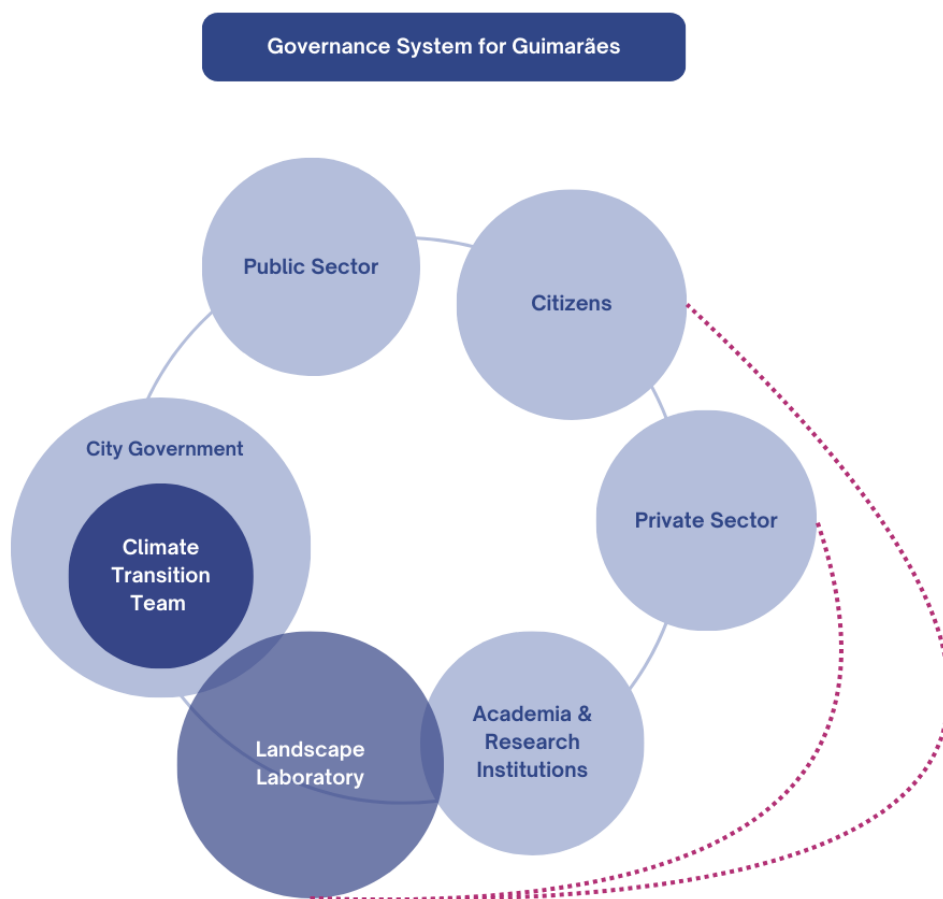 Governance System for Guimarães
Public Sector
Citizens
City Government
Private Sector
Climate
Transition
Team
Academia &
Research
Institutions
Landscape
Laboratory